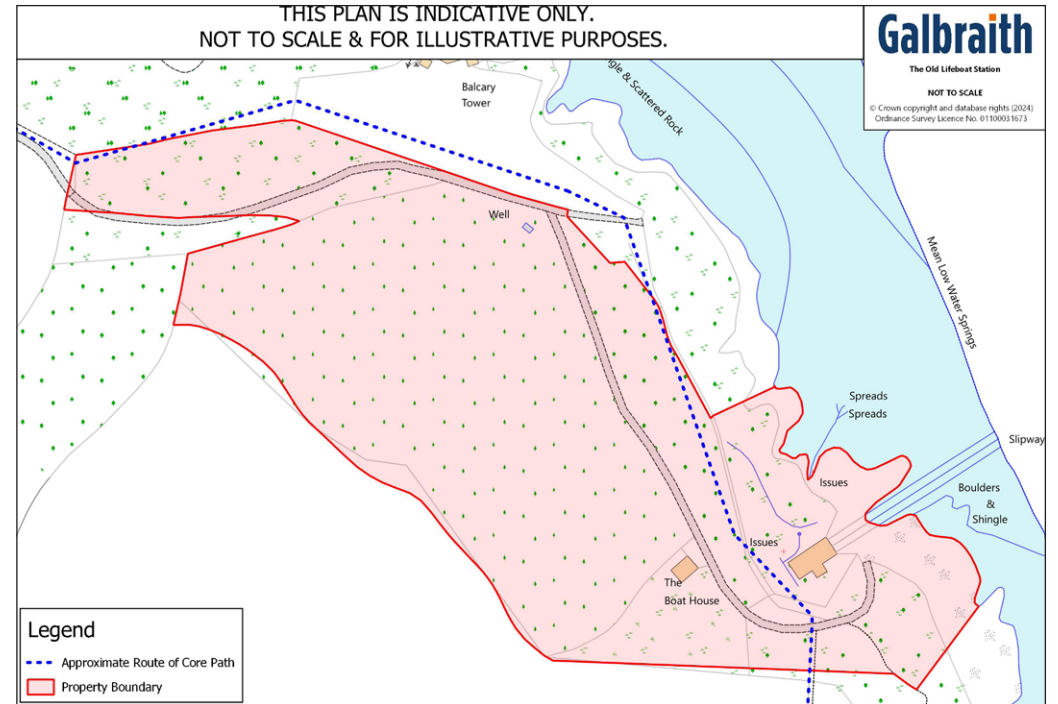 THIS PLAN IS INDICATIVE ONLY.
NOT TO SCALE & FOR ILLUSTRATIVE PURPOSES.
Galbraith
The Old Lifeboat Station
NOT TO SCALE
© Crown copyright and database rights (2024)
Ordnance Survey Licence No. 01100031673
Balcary
Tower
& Scattered Rock
Well
Mean Low Water Springs
Spreads
Spreads
Slipway
Issues
Boulders
&
Shingle
Issues
The
Boat House
Legend
Approximate Route of Core Path
Property Boundary